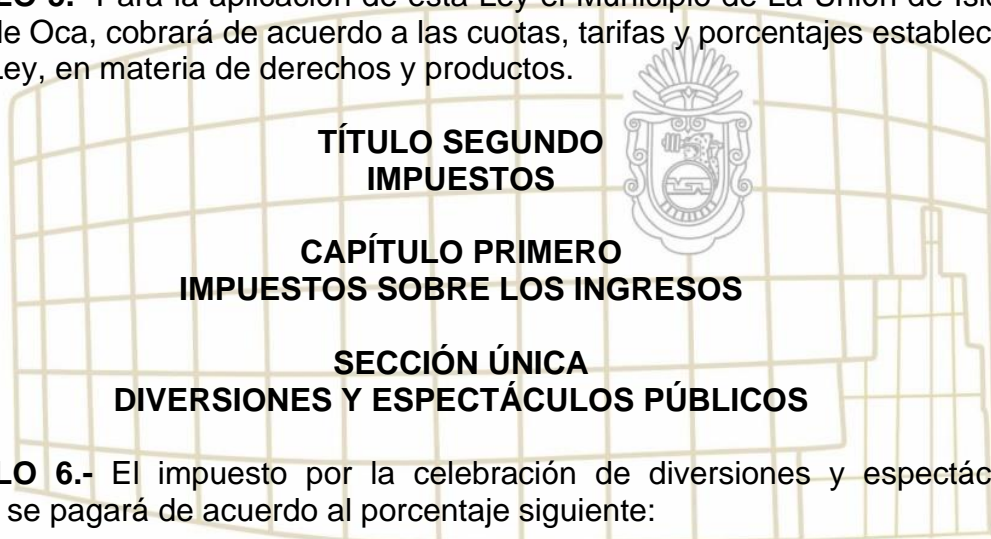 LO 5.- Para la aplicación de esta Ley el Municipio de La Unión de Isi
de Oca, cobrará de acuerdo a las cuotas, tarifas y porcentajes establec
Ley, en materia de derechos y productos.
TÍTULO SEGUNDO
IMPUESTOS
CAPÍTULO PRIMERO
IMPUESTOS SOBRE LOS INGRESOS
SECCIÓN ÚNICA
DIVERSIONES Y ESPECTÁCULOS PÚBLICOS
LO 6.- El impuesto por la celebración de diversiones y espectác
se pagará de acuerdo al porcentaje siguiente: